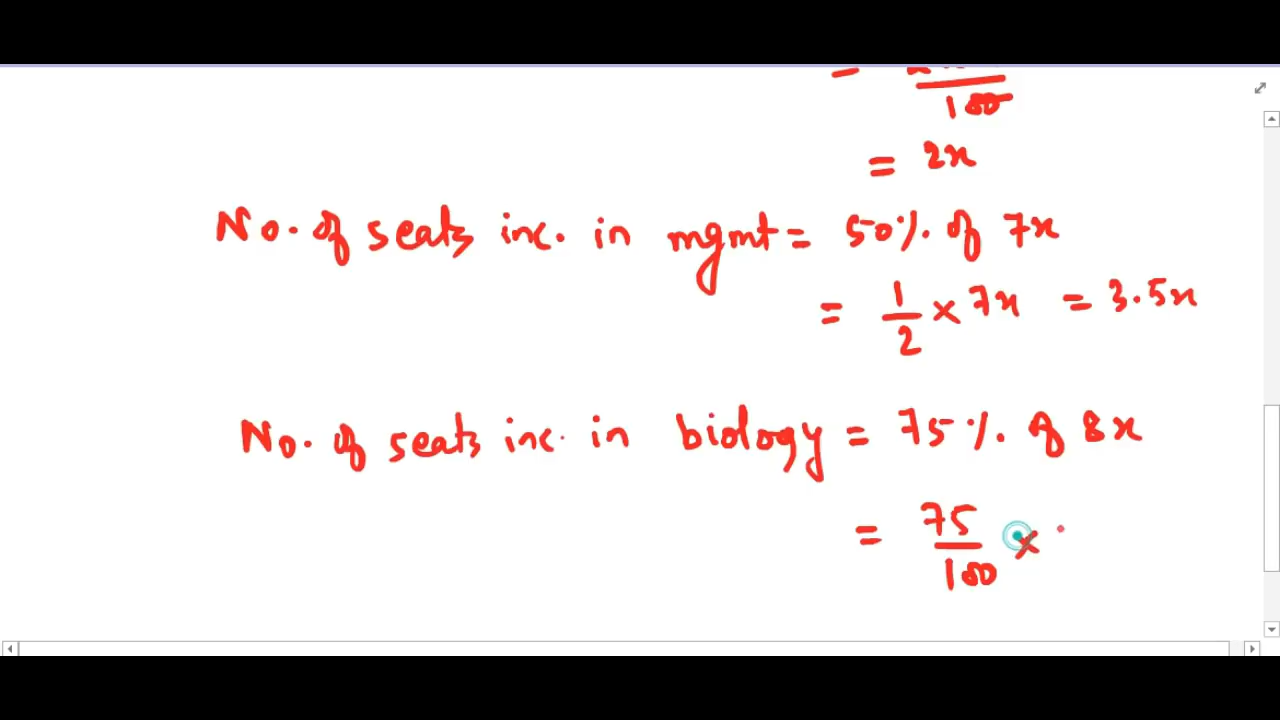 =
100
= 2x
No. of seats inc. in mgmt = 50% of 7x
= 1/2 × 7x = 3.5x
No. of seats inc. in biology = 75% of 8x
= 75/100 ×